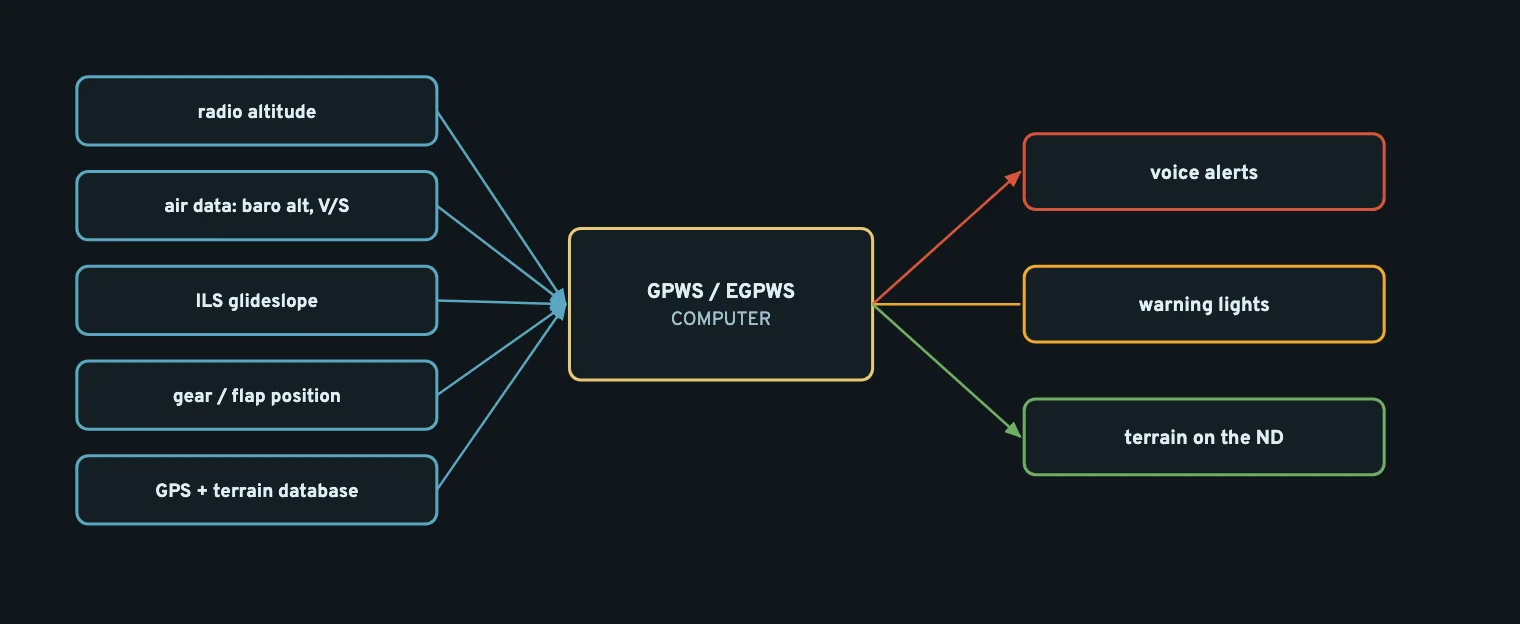 radio altitude
air data: baro alt, V/S
ILS glideslope
gear / flap position
GPS + terrain database
GPWS / EGPWS
COMPUTER
voice alerts
warning lights
terrain on the ND